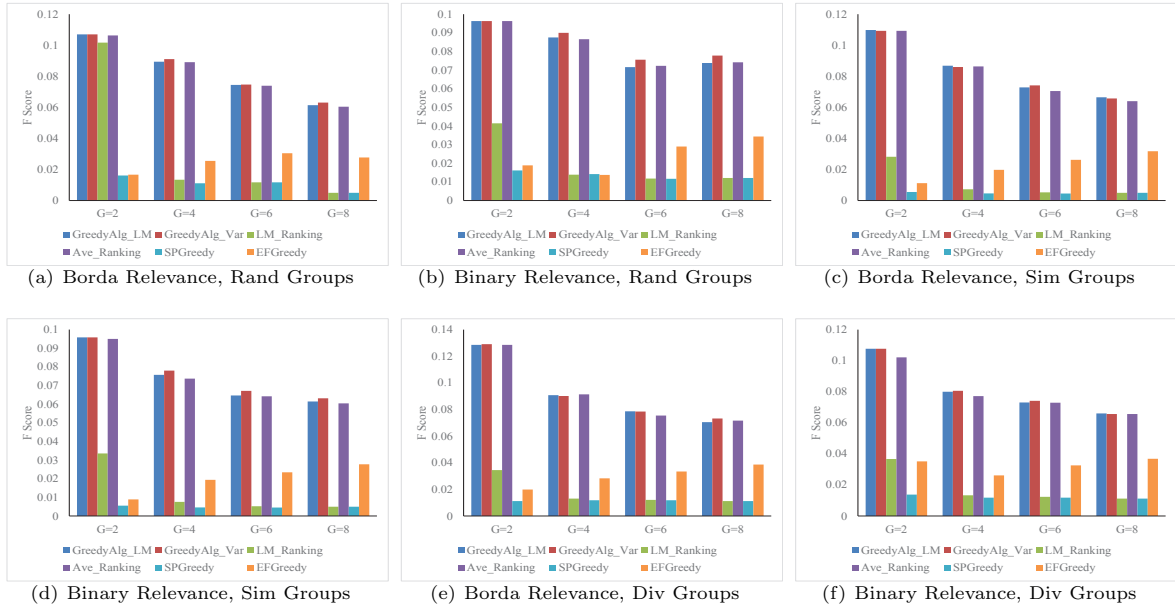 0.12
0.1
0.08
0.06
0.04
0.02
0
F Score
G=2 G=4 G=6 G=8
GreedyAlg_LM GreedyAlg_Var LM_Ranking
Ave_Ranking SPGreedy EFGreedy
(a) Borda Relevance, Rand Groups
0.1
0.09
0.08
0.07
0.06
0.05
0.04
0.03
0.02
0.01
0
F Score
G=2 G=4 G=6 G=8
GreedyAlg_LM GreedyAlg_Var LM_Ranking
Ave_Ranking SPGreedy EFGreedy
(b) Binary Relevance, Rand Groups
0.12
0.1
0.08
0.06
0.04
0.02
0
F Score
G=2 G=4 G=6 G=8
GreedyAlg_LM GreedyAlg_Var LM_Ranking
Ave_Ranking SPGreedy EFGreedy
(c) Borda Relevance, Sim Groups
0.1
0.09
0.08
0.07
0.06
0.05
0.04
0.03
0.02
0.01
0
F Score
G=2 G=4 G=6 G=8
GreedyAlg_LM GreedyAlg_Var LM_Ranking
Ave_Ranking SPGreedy EFGreedy
(d) Binary Relevance, Sim Groups
0.14
0.12
0.1
0.08
0.06
0.04
0.02
0
F Score
G=2 G=4 G=6 G=8
GreedyAlg_LM GreedyAlg_Var LM_Ranking
Ave_Ranking SPGreedy EFGreedy
(e) Borda Relevance, Div Groups
0.12
0.1
0.08
0.06
0.04
0.02
0
F Score
G=2 G=4 G=6 G=8
GreedyAlg_LM GreedyAlg_Var LM_Ranking
Ave_Ranking SPGreedy EFGreedy
(f) Binary Relevance, Div Groups